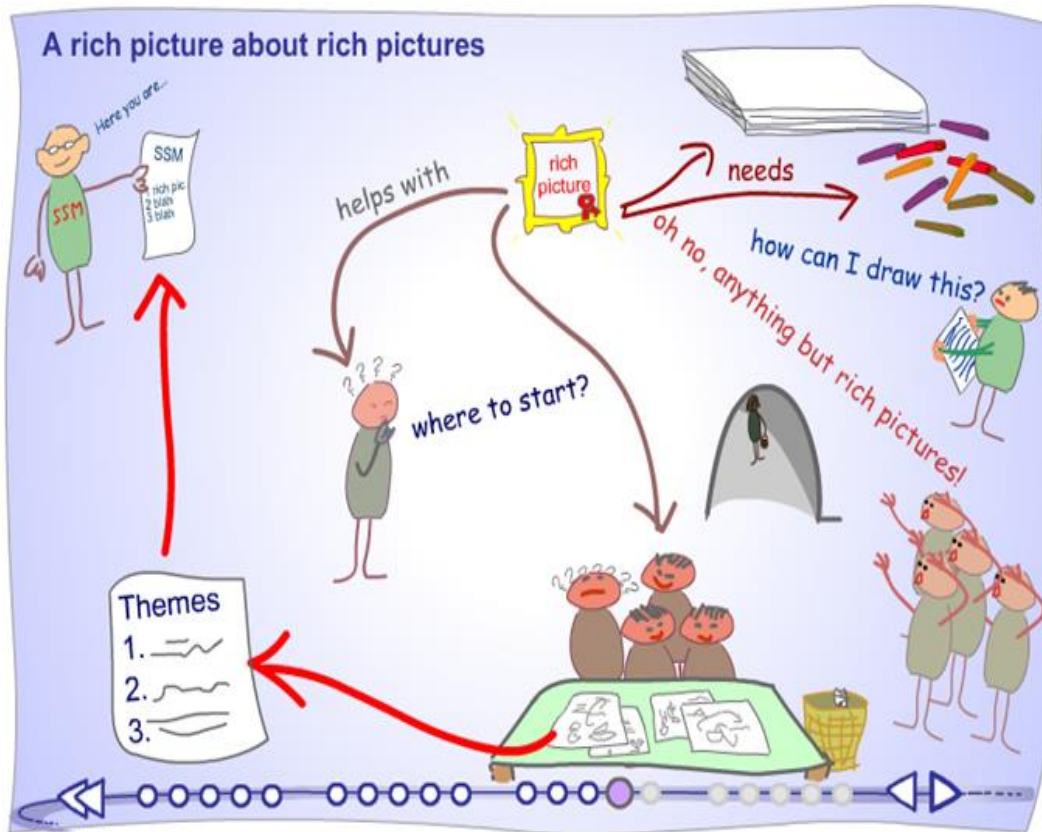 A rich picture about rich pictures
Here you are...
SSM
1 rich pic
2 blah
3 blah
SSM
helps with
rich
picture
needs
how can I draw this?
oh no, anything but rich pictures!
? ? ? ?
where to start?
???????
Themes
1.
2.
3.